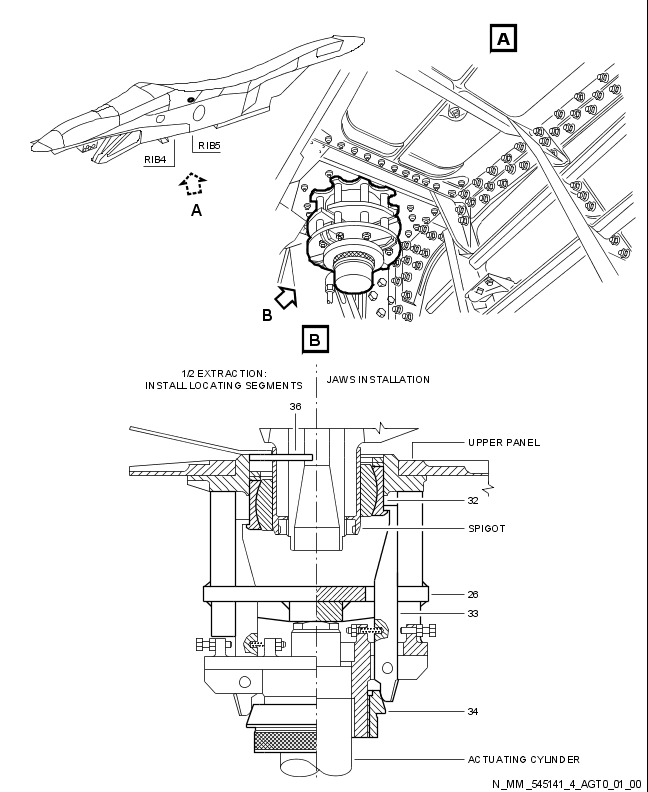 A
RIB4
RIB5
A
B
B
1/2 EXTRACTION:
INSTALL LOCATING SEGMENTS
JAWS INSTALLATION
36
UPPER PANEL
32
SPIGOT
26
33
34
ACTUATING CYLINDER
N_MM_545141_4_AGT0_01_00